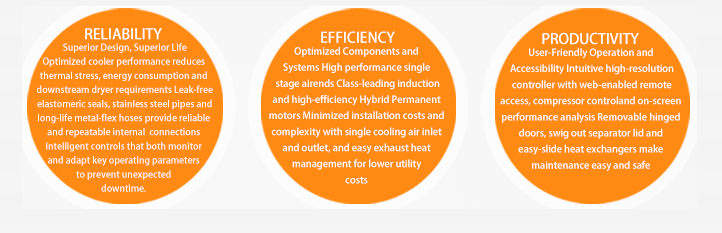 RELIABILITY
Superior Design, Superior Life
Optimized cooler performance reduces
thermal stress, energy consumption and
downstream dryer requirements Leak-free
elastomeric seals, stainless steel pipes and
long-life metal-flex hoses provide reliable
and repeatable internal connections
Intelligent controls that both monitor
and adapt key operating parameters
to prevent unexpected
downtime.
EFFICIENCY
Optimized Components and
Systems High performance single
stage airends Class-leading induction
and high-efficiency Hybrid Permanent
motors Minimized installation costs and
complexity with single cooling air inlet
and outlet, and easy exhaust heat
management for lower utility
costs
PRODUCTIVITY
User-Friendly Operation and
Accessibility Intuitive high-resolution
controller with web-enabled remote
access, compressor controland on-screen
performance analysis Removable hinged
doors, swig out separator lid and
easy-slide heat exchangers make
maintenance easy and safe